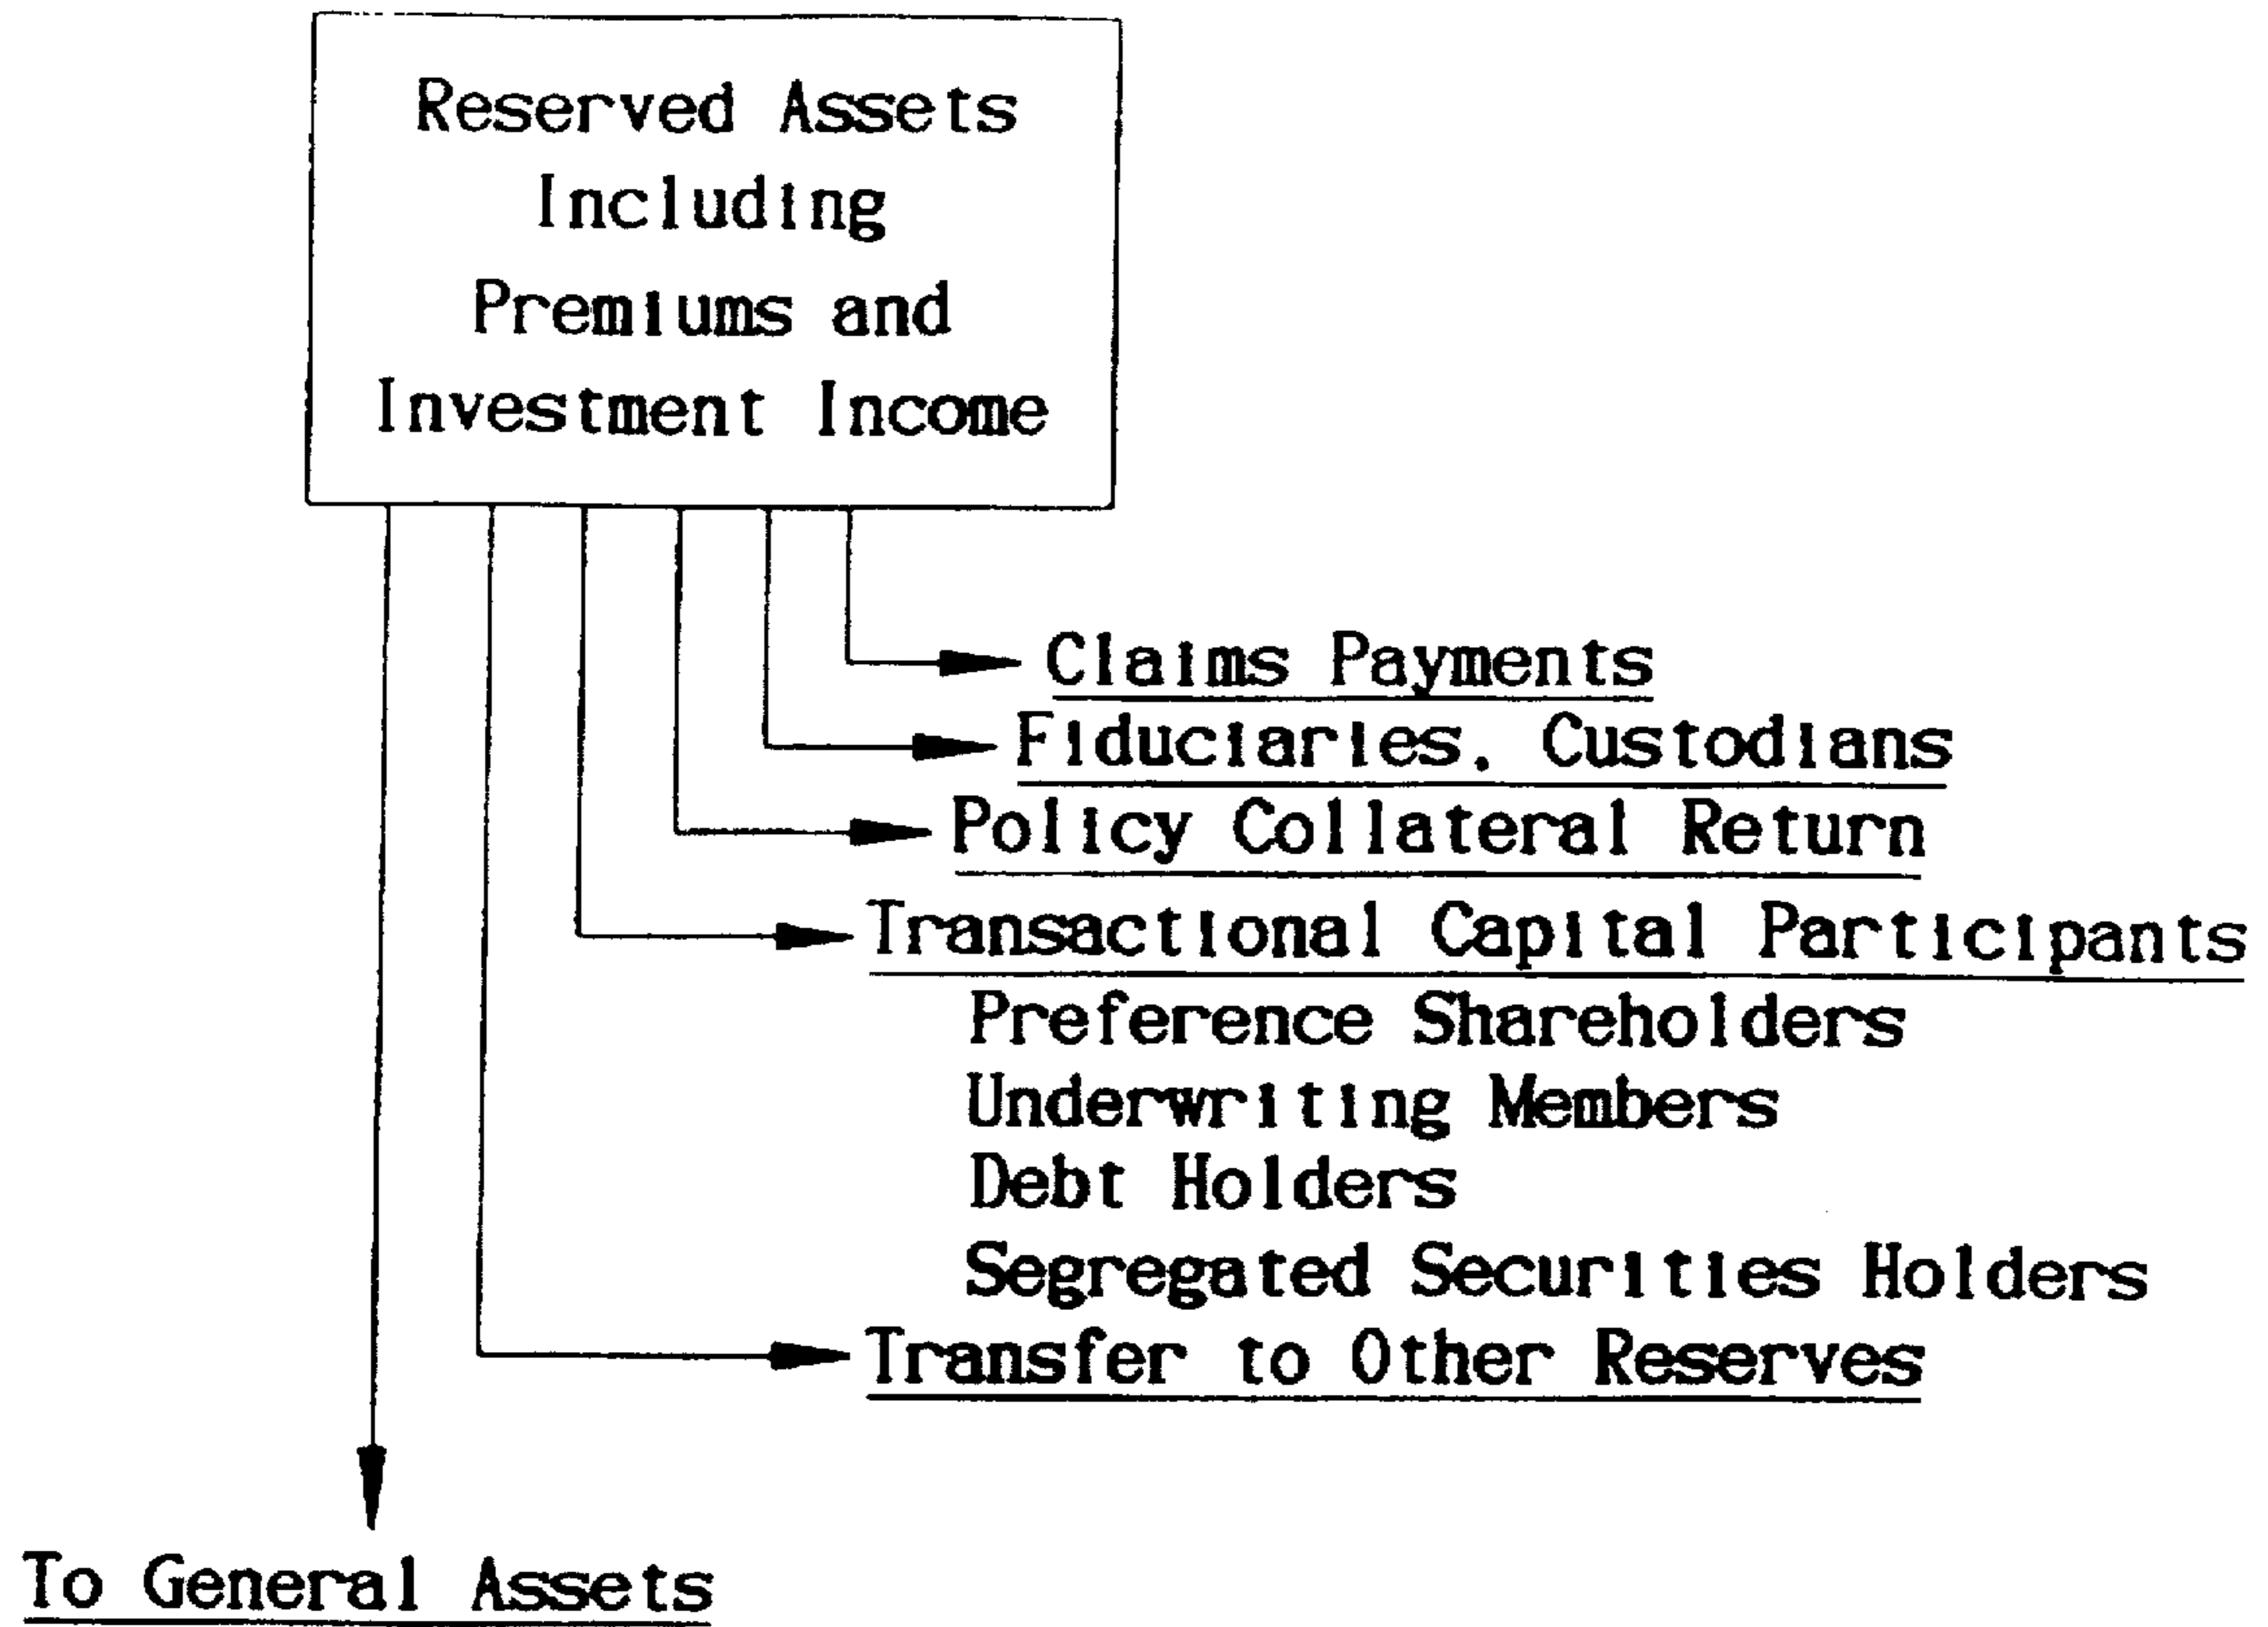 Reserved Assets
Including
Premiums and
Investment Income
Claims Payments
Fiduciaries. Custodians
Policy Collateral Return
Transactional Capital Participants
Preference Shareholders
Underwriting Members
Debt Holders
Segregated Securities Holders
Transfer to Other Reserves
To General Assets